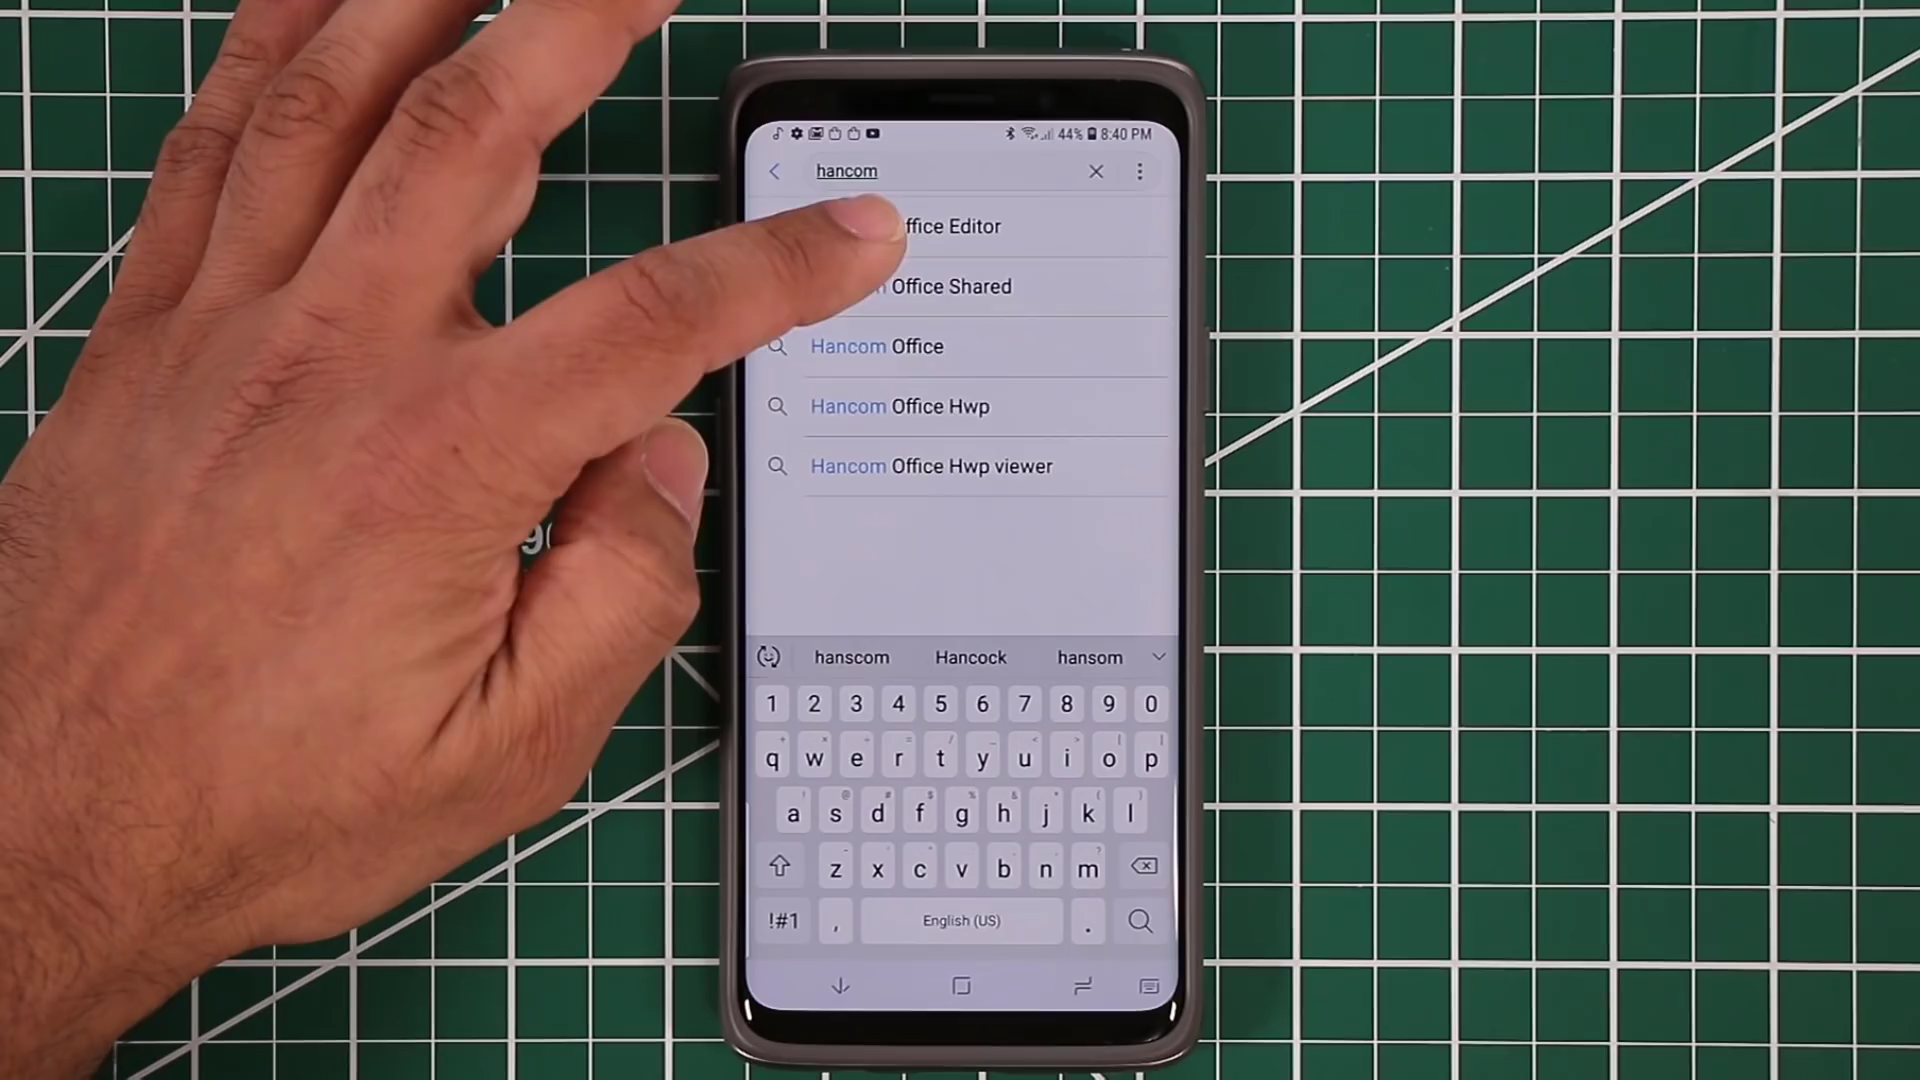 44% 8:40 PM
hancom
Editor
Office Shared
Hancom Office
Hancom Office Hwp
Hancom Office Hwp viewer
hanscom Hancock hansom
1 2 3 4 5 6 7 8 9 0
q w e r t y u i o p
a s d f g h j k l
z x c v b n m
!#1 , English (US) .